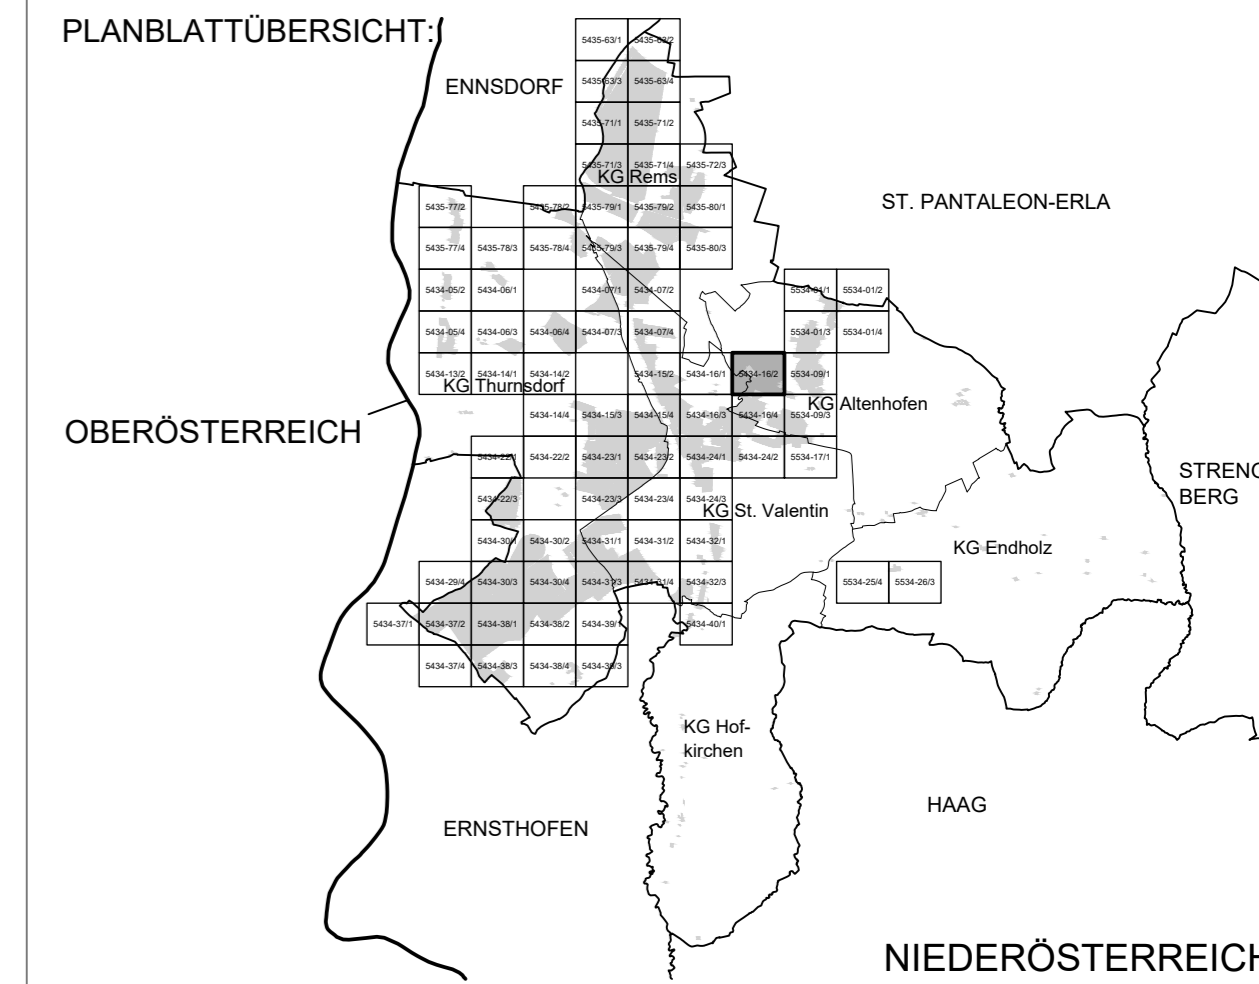 PLANBLATTÜBERSICHT:
5435-63/1 5435-63/2
ENNSDORF
5435-63/3 5435-63/4
5435-71/1 5435-71/2
5435-71/3 5435-71/4 5435-72/3
KG Rems
ST. PANTALEON-ERLA
5435-77/2 5435-78/2 5435-79/1 5435-79/2 5435-80/1
5435-77/4 5435-78/3 5435-78/4 5435-79/3 5435-79/4 5435-80/3
5434-05/2 5434-06/1 5434-07/1 5434-07/2 5534-01/1 5534-01/2
5434-05/4 5434-06/3 5434-06/4 5434-07/3 5434-07/4 5534-01/3 5534-01/4
5434-13/2 5434-14/1 5434-14/2 5434-15/2 5434-16/1 5434-16/2 5534-09/1
KG Thurnsdorf
KG Altenhofen
5434-14/4 5434-15/3 5434-15/4 5434-16/3 5434-16/4 5534-09/3
OBERÖSTERREICH
5434-22/1 5434-22/2 5434-23/1 5434-23/2 5434-24/1 5434-24/2 5534-17/1
STRENG
BERG
5434-22/3 5434-23/3 5434-23/4 5434-24/3
KG St. Valentin
5434-30/1 5434-30/2 5434-31/1 5434-31/2 5434-32/1
KG Endholz
5434-29/4 5434-30/3 5434-30/4 5434-31/3 5434-31/4 5434-32/3 5534-25/4 5534-26/3
5434-37/1 5434-37/2 5434-38/1 5434-38/2 5434-39/1 5434-40/1
5434-37/4 5434-38/3 5434-38/4 5434-39/3
KG Hof-
kirchen
HAAG
ERNSTHOFEN
NIEDERÖSTERREICH